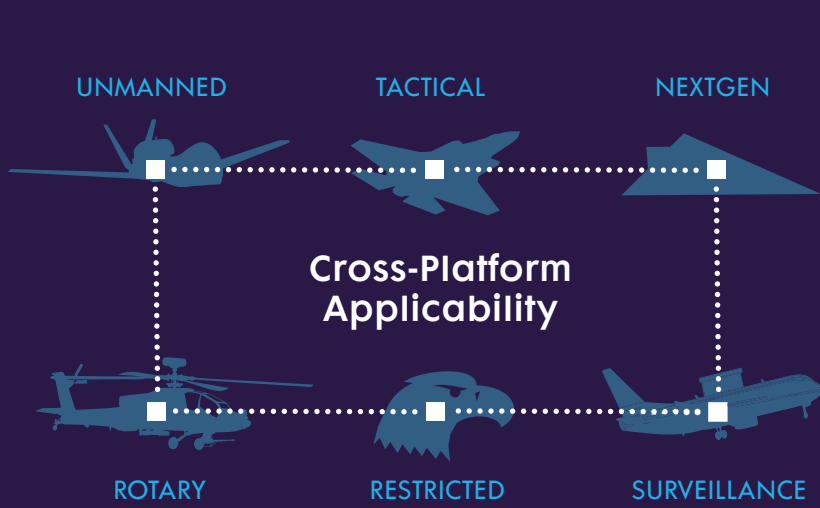 UNMANNED
TACTICAL
NEXTGEN
Cross-Platform
Applicability
ROTARY
RESTRICTED
SURVEILLANCE